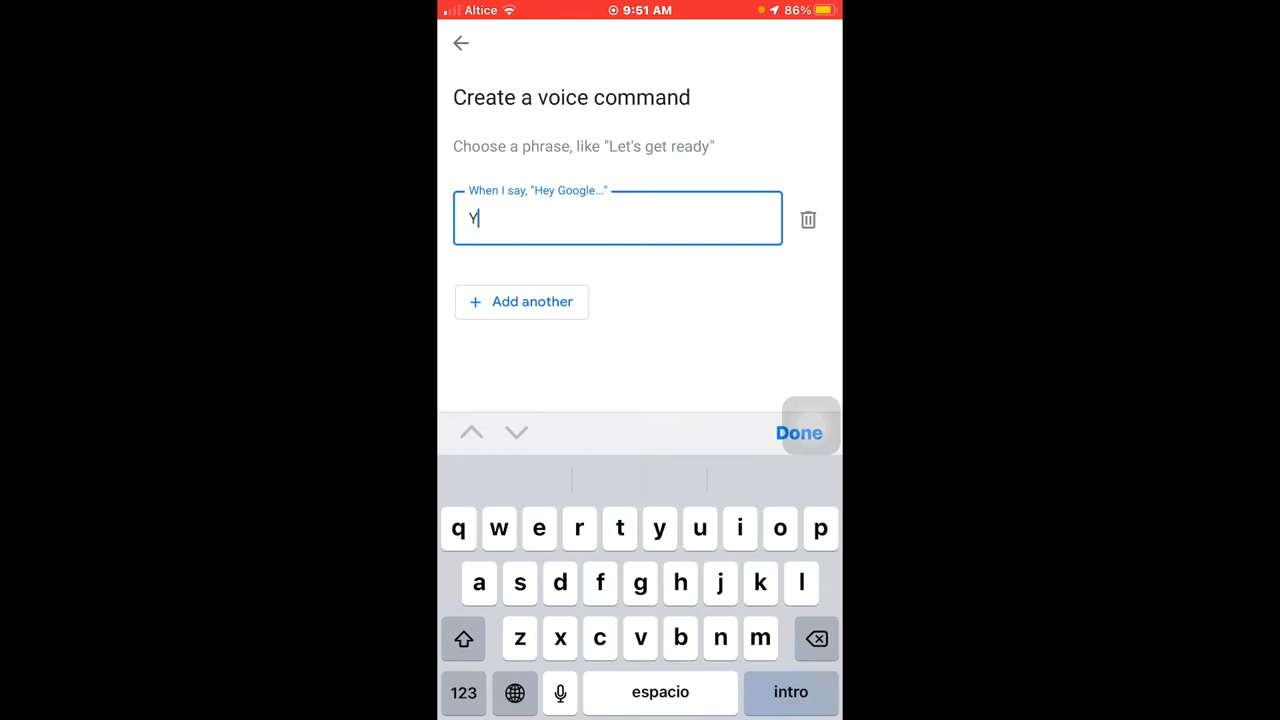 Altice 9:51 AM 86%
Create a voice command
Choose a phrase, like "Let's get ready"
When I say, "Hey Google..."
Y
+ Add another
Done
q w e r t y u i o p
a s d f g h j k l
z x c v b n m
123 espacio intro